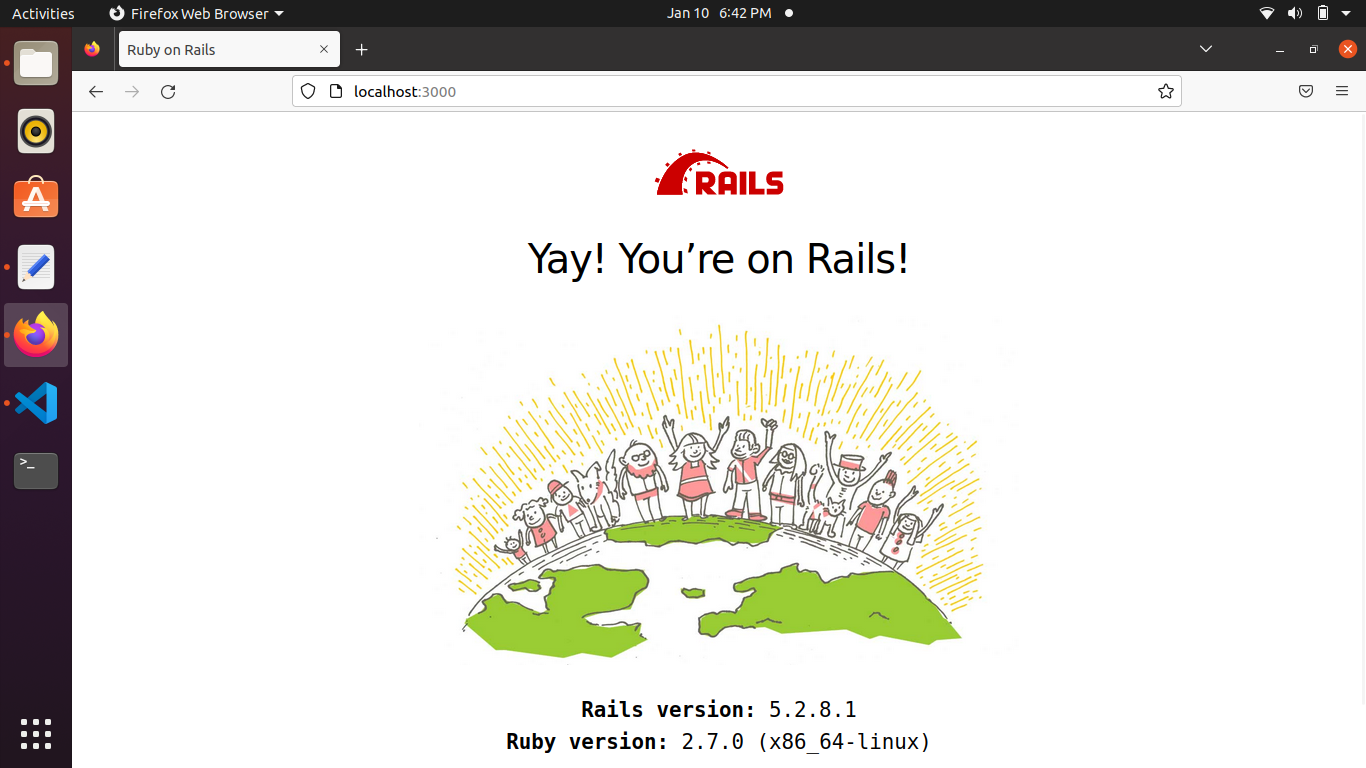 Activities
Firefox Web Browser
Jan 10 6:42 PM
Ruby on Rails
localhost:3000
RAILS
Yay! You’re on Rails!
Rails version: 5.2.8.1
Ruby version: 2.7.0 (x86_64-linux)